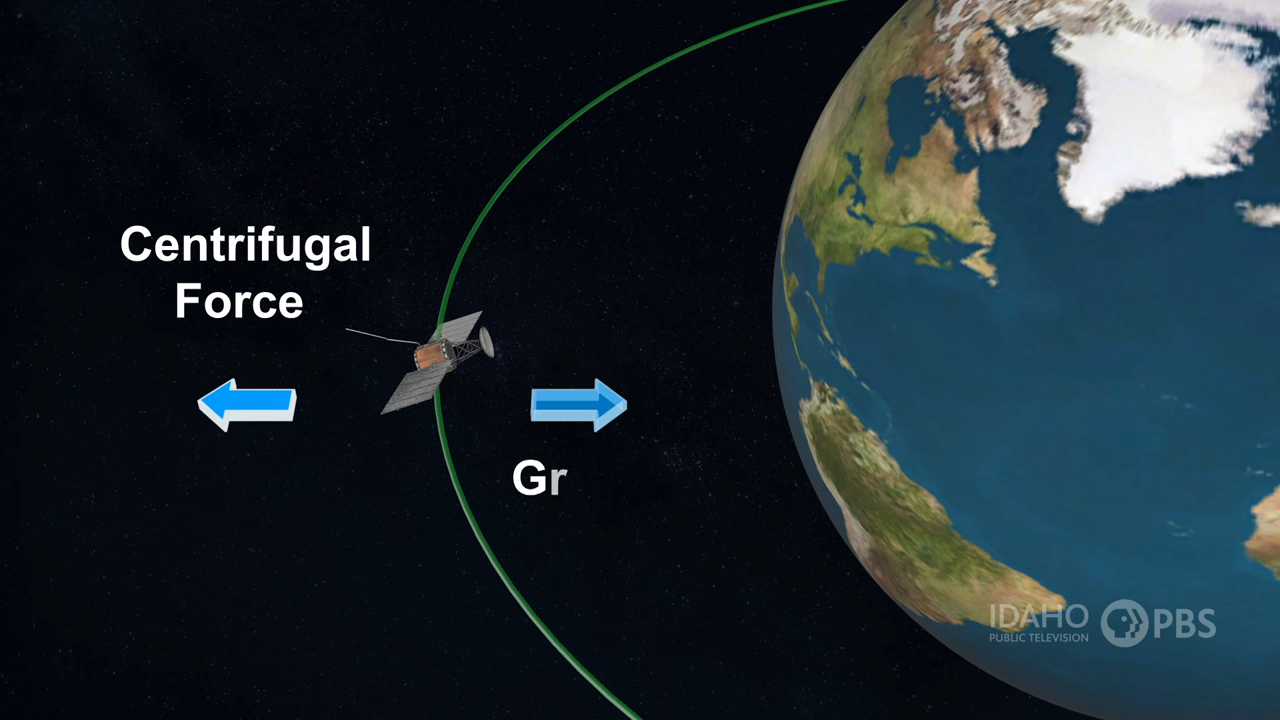 Centrifugal
Force
Gr
IDAHO
PUBLIC TELEVISION
PBS